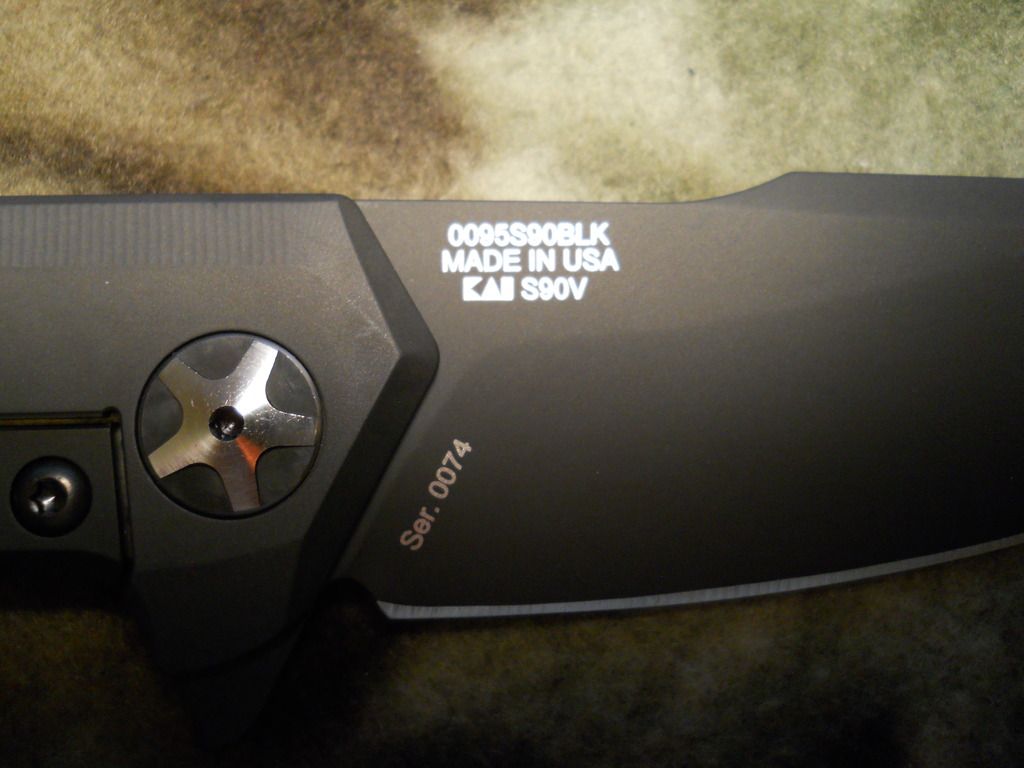 0095S90BLK
MADE IN USA
KAI S90V
Ser. 0074